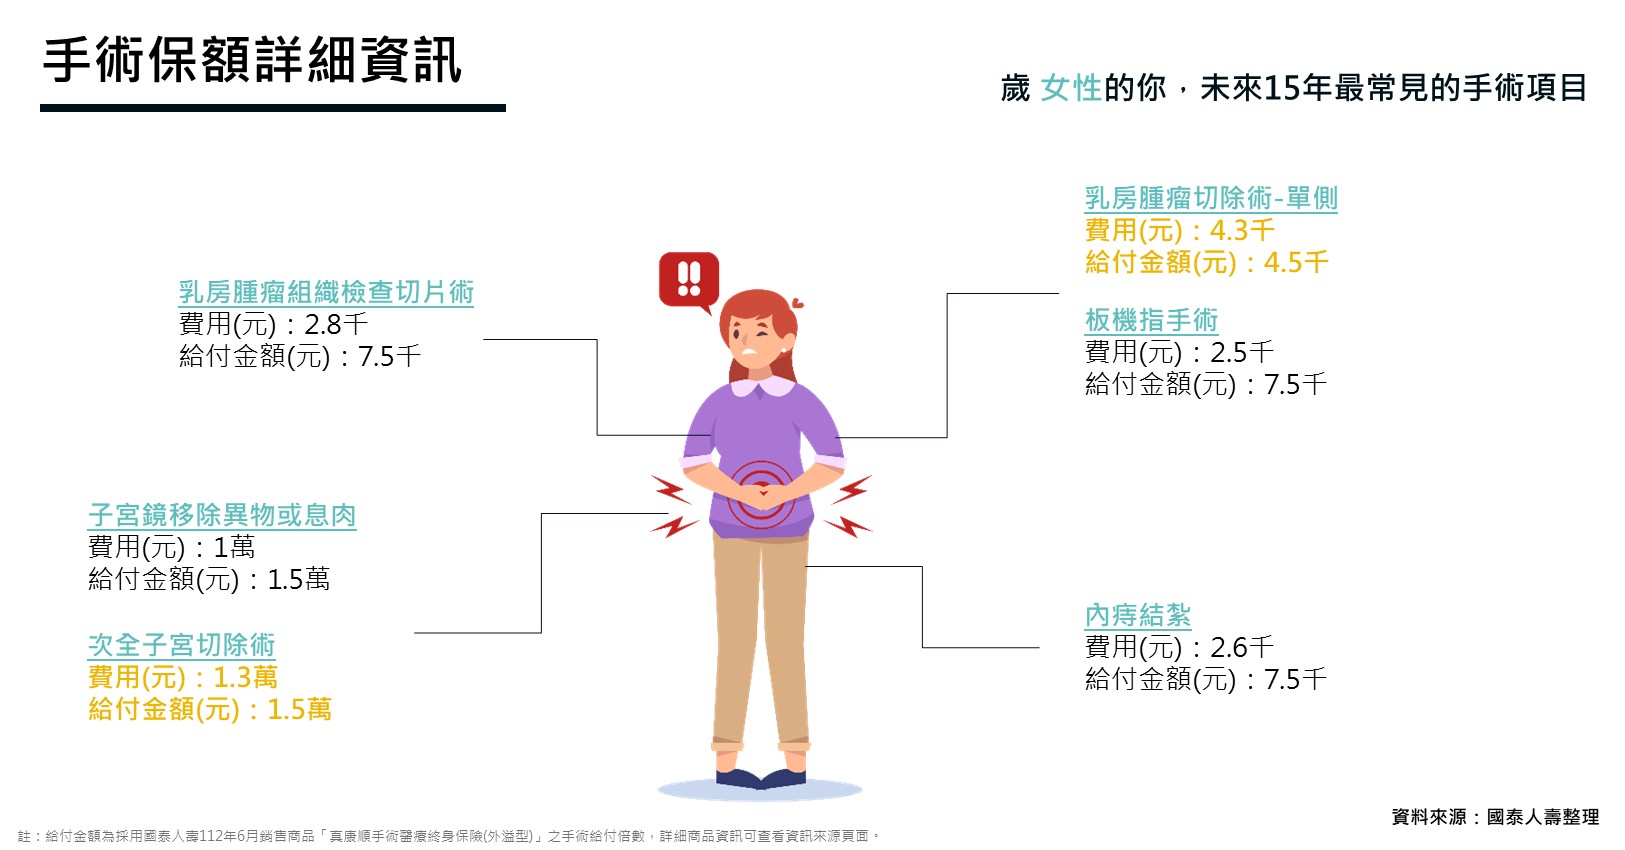 手術保額詳細資訊
歲 女性的你，未來15年最常見的手術項目
乳房腫瘤組織檢查切片術
費用(元)：2.8千
給付金額(元)：7.5千
子宮鏡移除異物或息肉
費用(元)：1萬
給付金額(元)：1.5萬
次全子宮切除術
費用(元)：1.3萬
給付金額(元)：1.5萬
!!
乳房腫瘤切除術-單側
費用(元)：4.3千
給付金額(元)：4.5千
板機指手術
費用(元)：2.5千
給付金額(元)：7.5千
內痔結紮
費用(元)：2.6千
給付金額(元)：7.5千
資料來源：國泰人壽整理
註：給付金額為採用國泰人壽112年6月銷售商品「真康順手術醫療終身保險(外溢型)」之手術給付倍數，詳細商品資訊可查看資訊來源頁面。